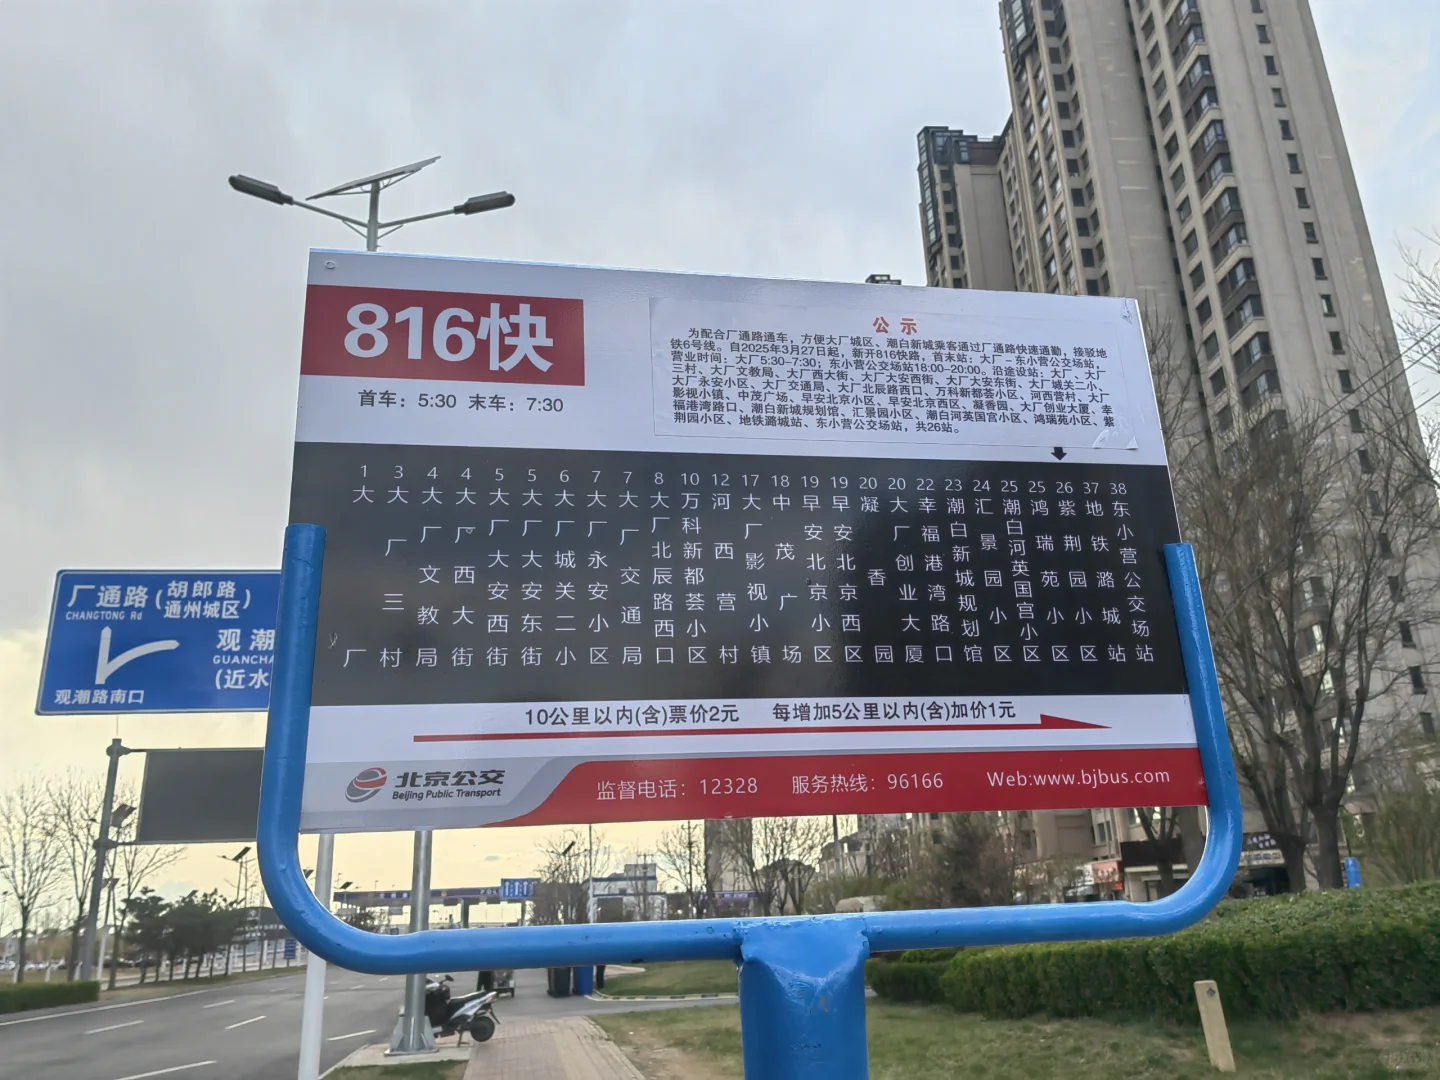 816快
首车：5:30 末车：7:30
公示
为配合厂通路通车，方便大厂城区、潮白新城乘客通过厂通路快速通勤，接驳地
铁6号线。自2025年3月27日起，新开816快路，首末站：大厂－东小营公交场站，
营业时间：大厂5:30–7:30；东小营公交场站18:00–20:00。沿途设站：大厂、大厂
三村、大厂文教局、大厂西大街、大厂大安西街、大厂大安东街、大厂城关二小、
大厂永安小区、大厂交通局、大厂北辰路西口、万科新都荟小区、河西营村、大厂
影视小镇、中茂广场、早安北京小区、早安北京西区、凝香园、大厂创业大厦、幸
福港湾路口、潮白新城规划馆、汇景园小区、潮白河英国宫小区、鸿瑞苑小区、紫
荆园小区、地铁潞城站、东小营公交场站，共26站。
1 大厂
3 大厂三村
4 大厂文教局
4 大厂西大街
5 大厂大安西街
5 大厂大安东街
6 大厂城关二小
7 大厂永安小区
7 大厂交通局
8 大厂北辰路西口
10 万科新都荟小区
12 河西营村
17 大厂影视小镇
18 中茂广场
19 早安北京小区
19 早安北京西区
20 凝香园
20 大厂创业大厦
22 幸福港湾路口
23 潮白新城规划馆
24 汇景园小区
25 潮白河英国宫小区
25 鸿瑞苑小区
26 紫荆园小区
37 地铁潞城站
38 东小营公交场站
10公里以内(含)票价2元 每增加5公里以内(含)加价1元
北京公交
Beijing Public Transport
监督电话：12328 服务热线：96166 Web:www.bjbus.com
厂通路(胡郎路
通州城区)
CHANGTONG Rd
观潮
GUANCHA
(近水
观潮路南口